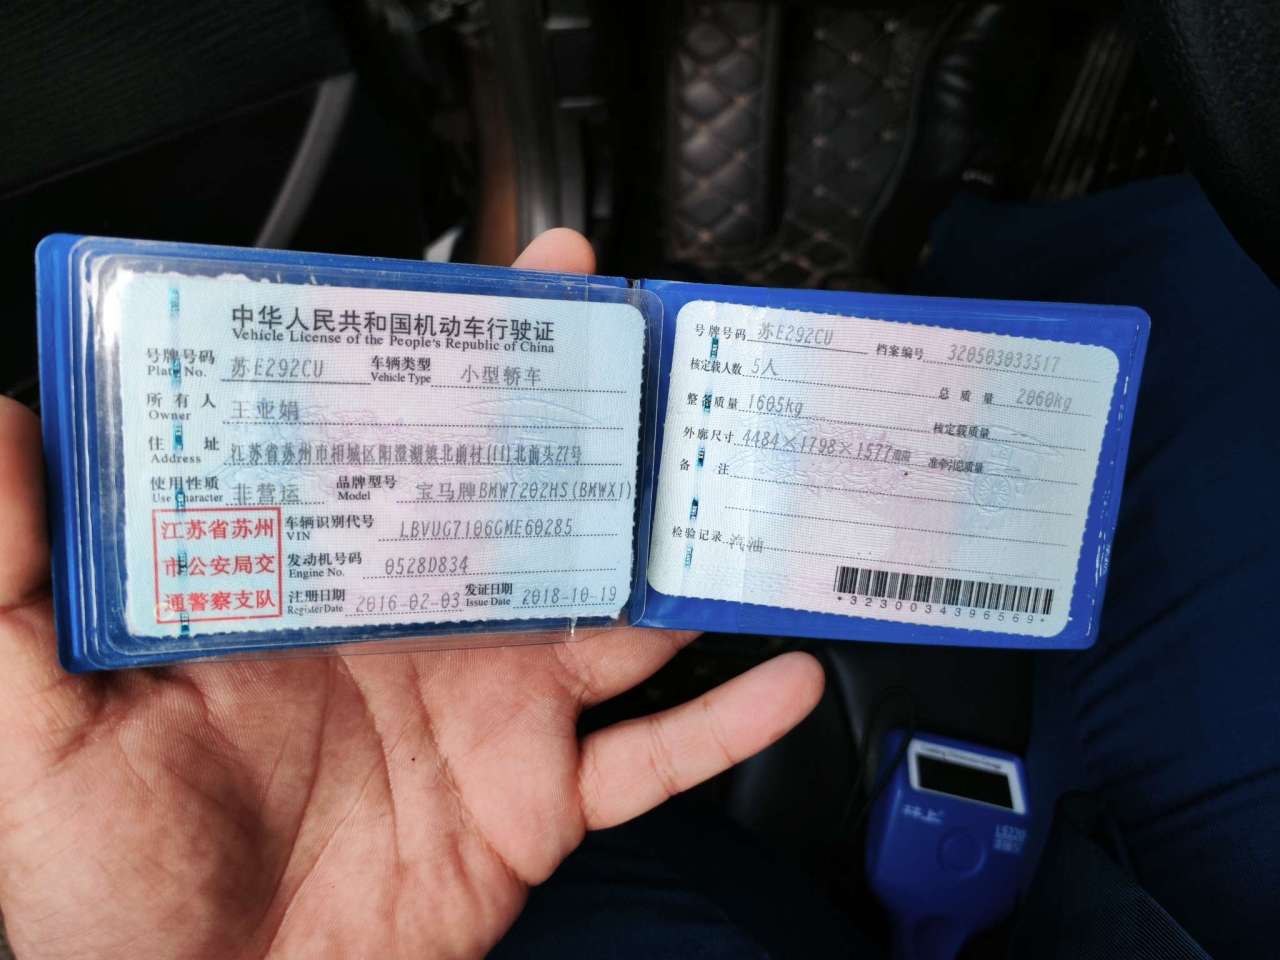 中华人民共和国机动车行驶证
Vehicle License of the People's Republic of China
号牌号码 苏E292CU 车辆类型 小型轿车
Plate No. Vehicle Type
所有人 王亚娟
Owner
住址 江苏省苏州市相城区阳澄湖镇北前村(11)北前头27号
Address
使用性质 非营运 品牌型号 宝马牌BMW7202HS(BMWX1)
Use Character Model
江苏省苏州
市公安局交
通警察支队
车辆识别代号 LBVUG7106GME60285
VIN
发动机号码 0528D834
Engine No.
注册日期 2016-02-03 发证日期 2018-10-19
Register Date Issue Date
号牌号码 苏E292CU 档案编号 320503033517
核定载人数 5人 总质量 2060kg
整备质量 1605kg 核定载质量
外廓尺寸 4484×1798×1577mm 准牵引总质量
备注
检验记录 汽油
*3230034396569*
林上